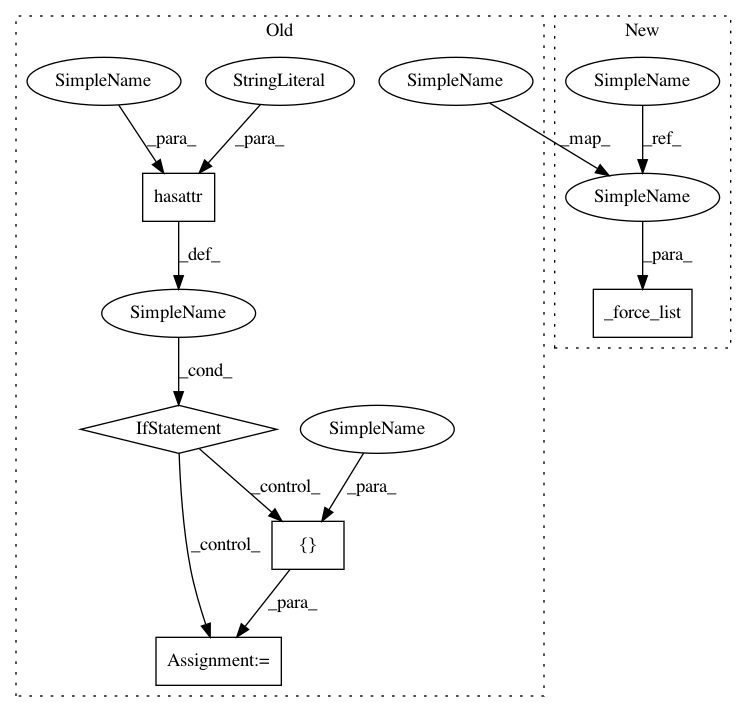 Old
New
SimpleName
StringLiteral
SimpleName
SimpleName
_para_
_para_
_map_
_ref_
hasattr
SimpleName
_def_
_para_
SimpleName
_force_list
_cond_
IfStatement
SimpleName
_control_
_para_
_control_
{}
_para_
Assignment:=